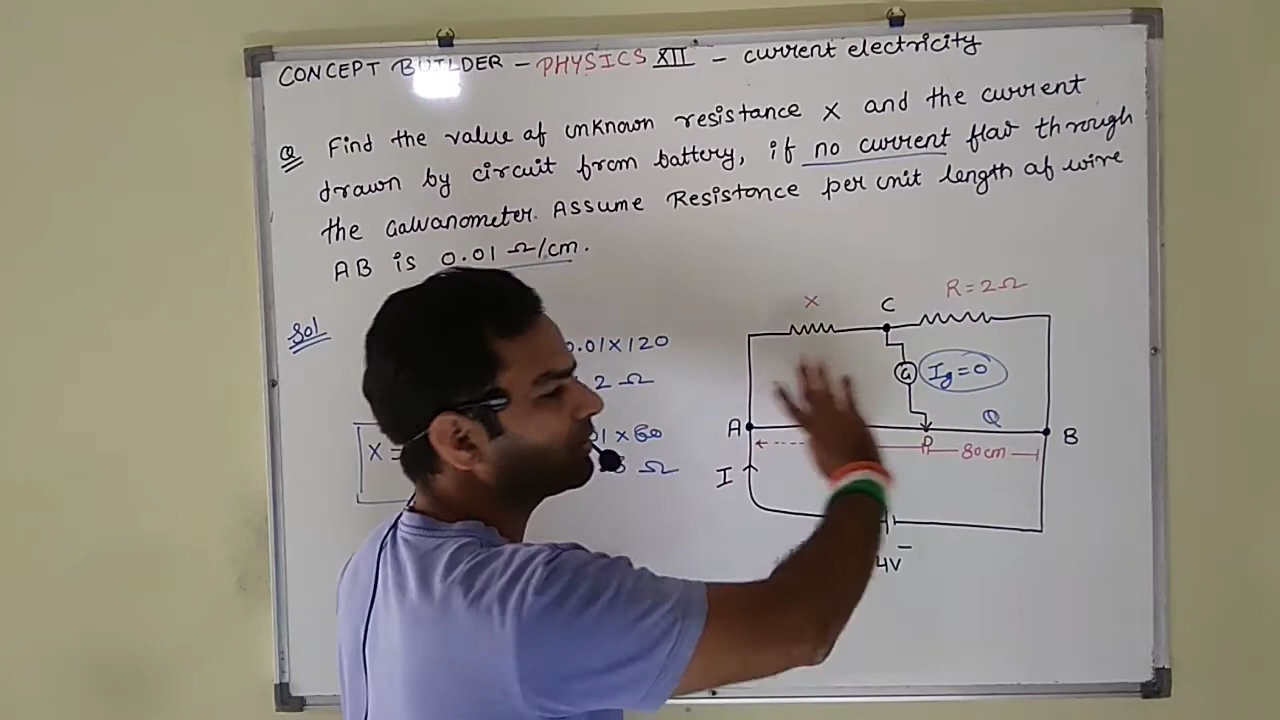 CONCEPT BUILDER - PHYSICS XII - current electricity
Q Find the value of unknown resistance X and the current
drawn by circuit from battery, if no current flow through
the Galvanometer. Assume Resistance per unit length of wire
AB is 0.01 Ω/cm.
Sol
0.01 X 120
2 Ω
X =
X 60
Ω
X
C
R = 2Ω
G
Ig = 0
A
Q
B
D
80cm
I
-
4V